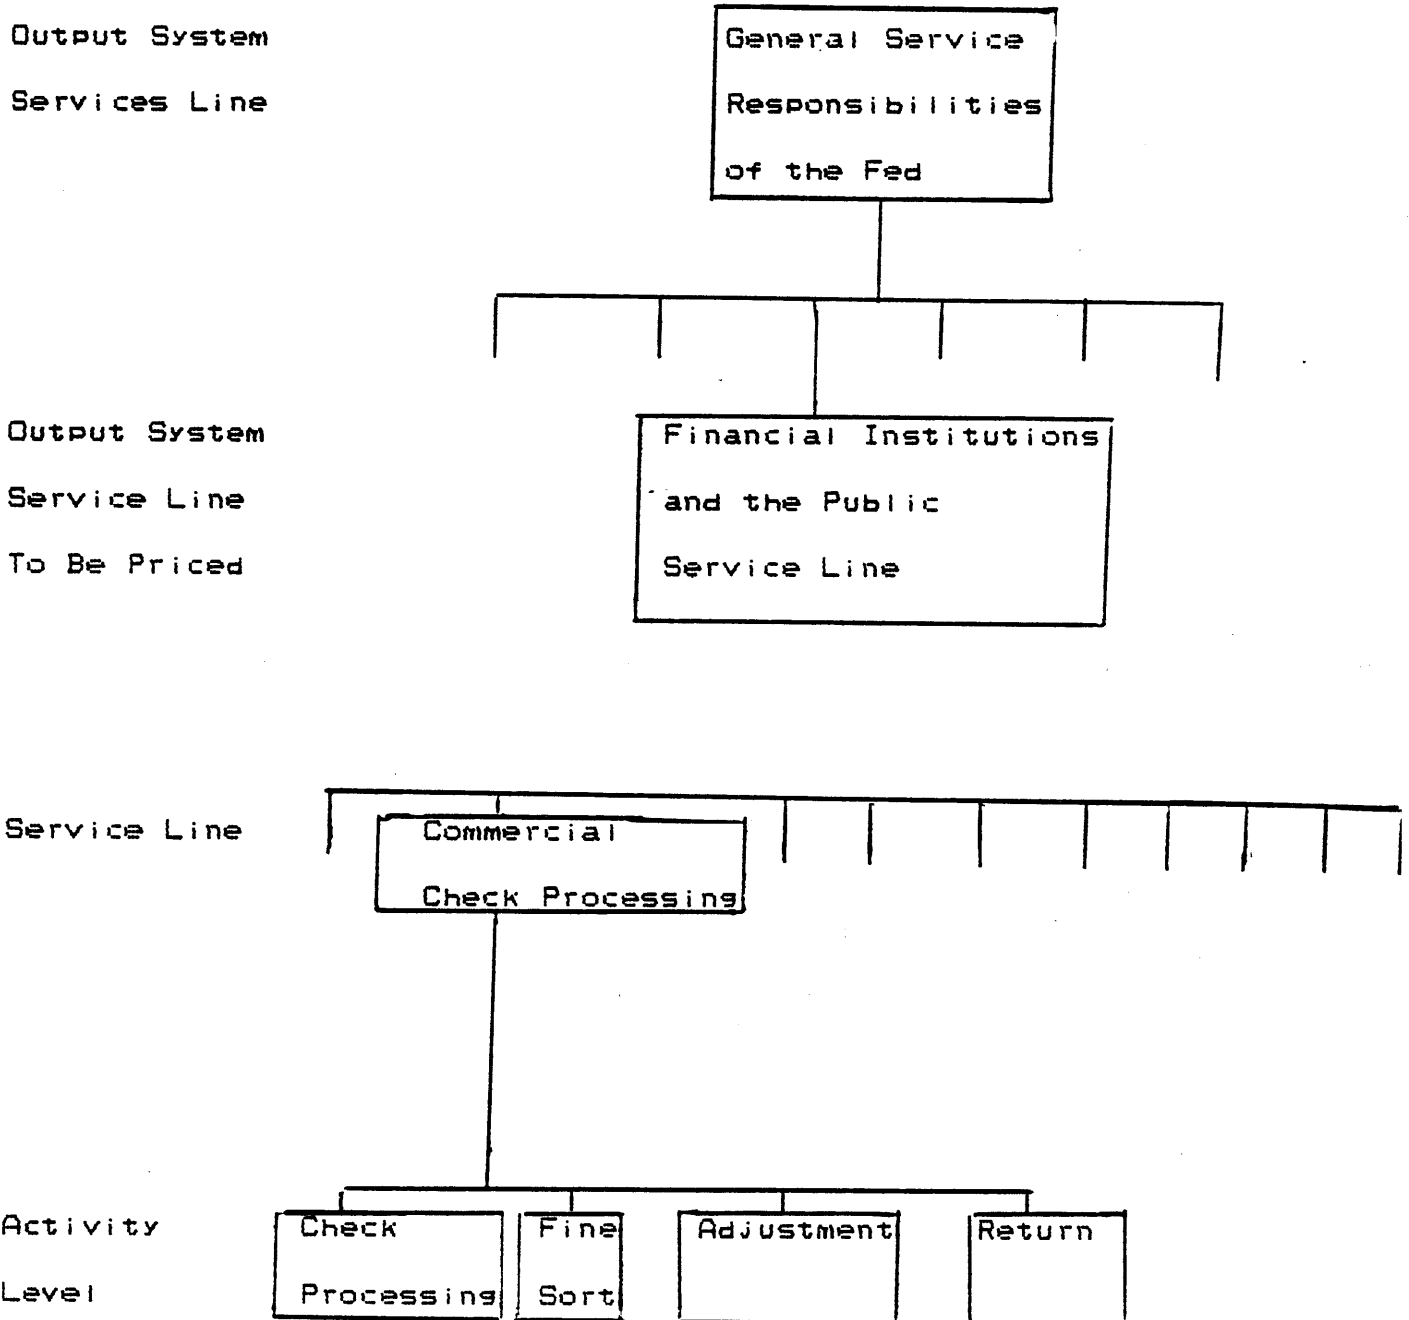 Output System
General Service
Services Line
Responsibilities
of the Fed
Output System
Financial Institutions
Service Line
and the Public
To Be Priced
Service Line
Service Line
Commercial
Check Processing
Activity
Check
Fine
Adjustment
Return
Level
Processing
Sort